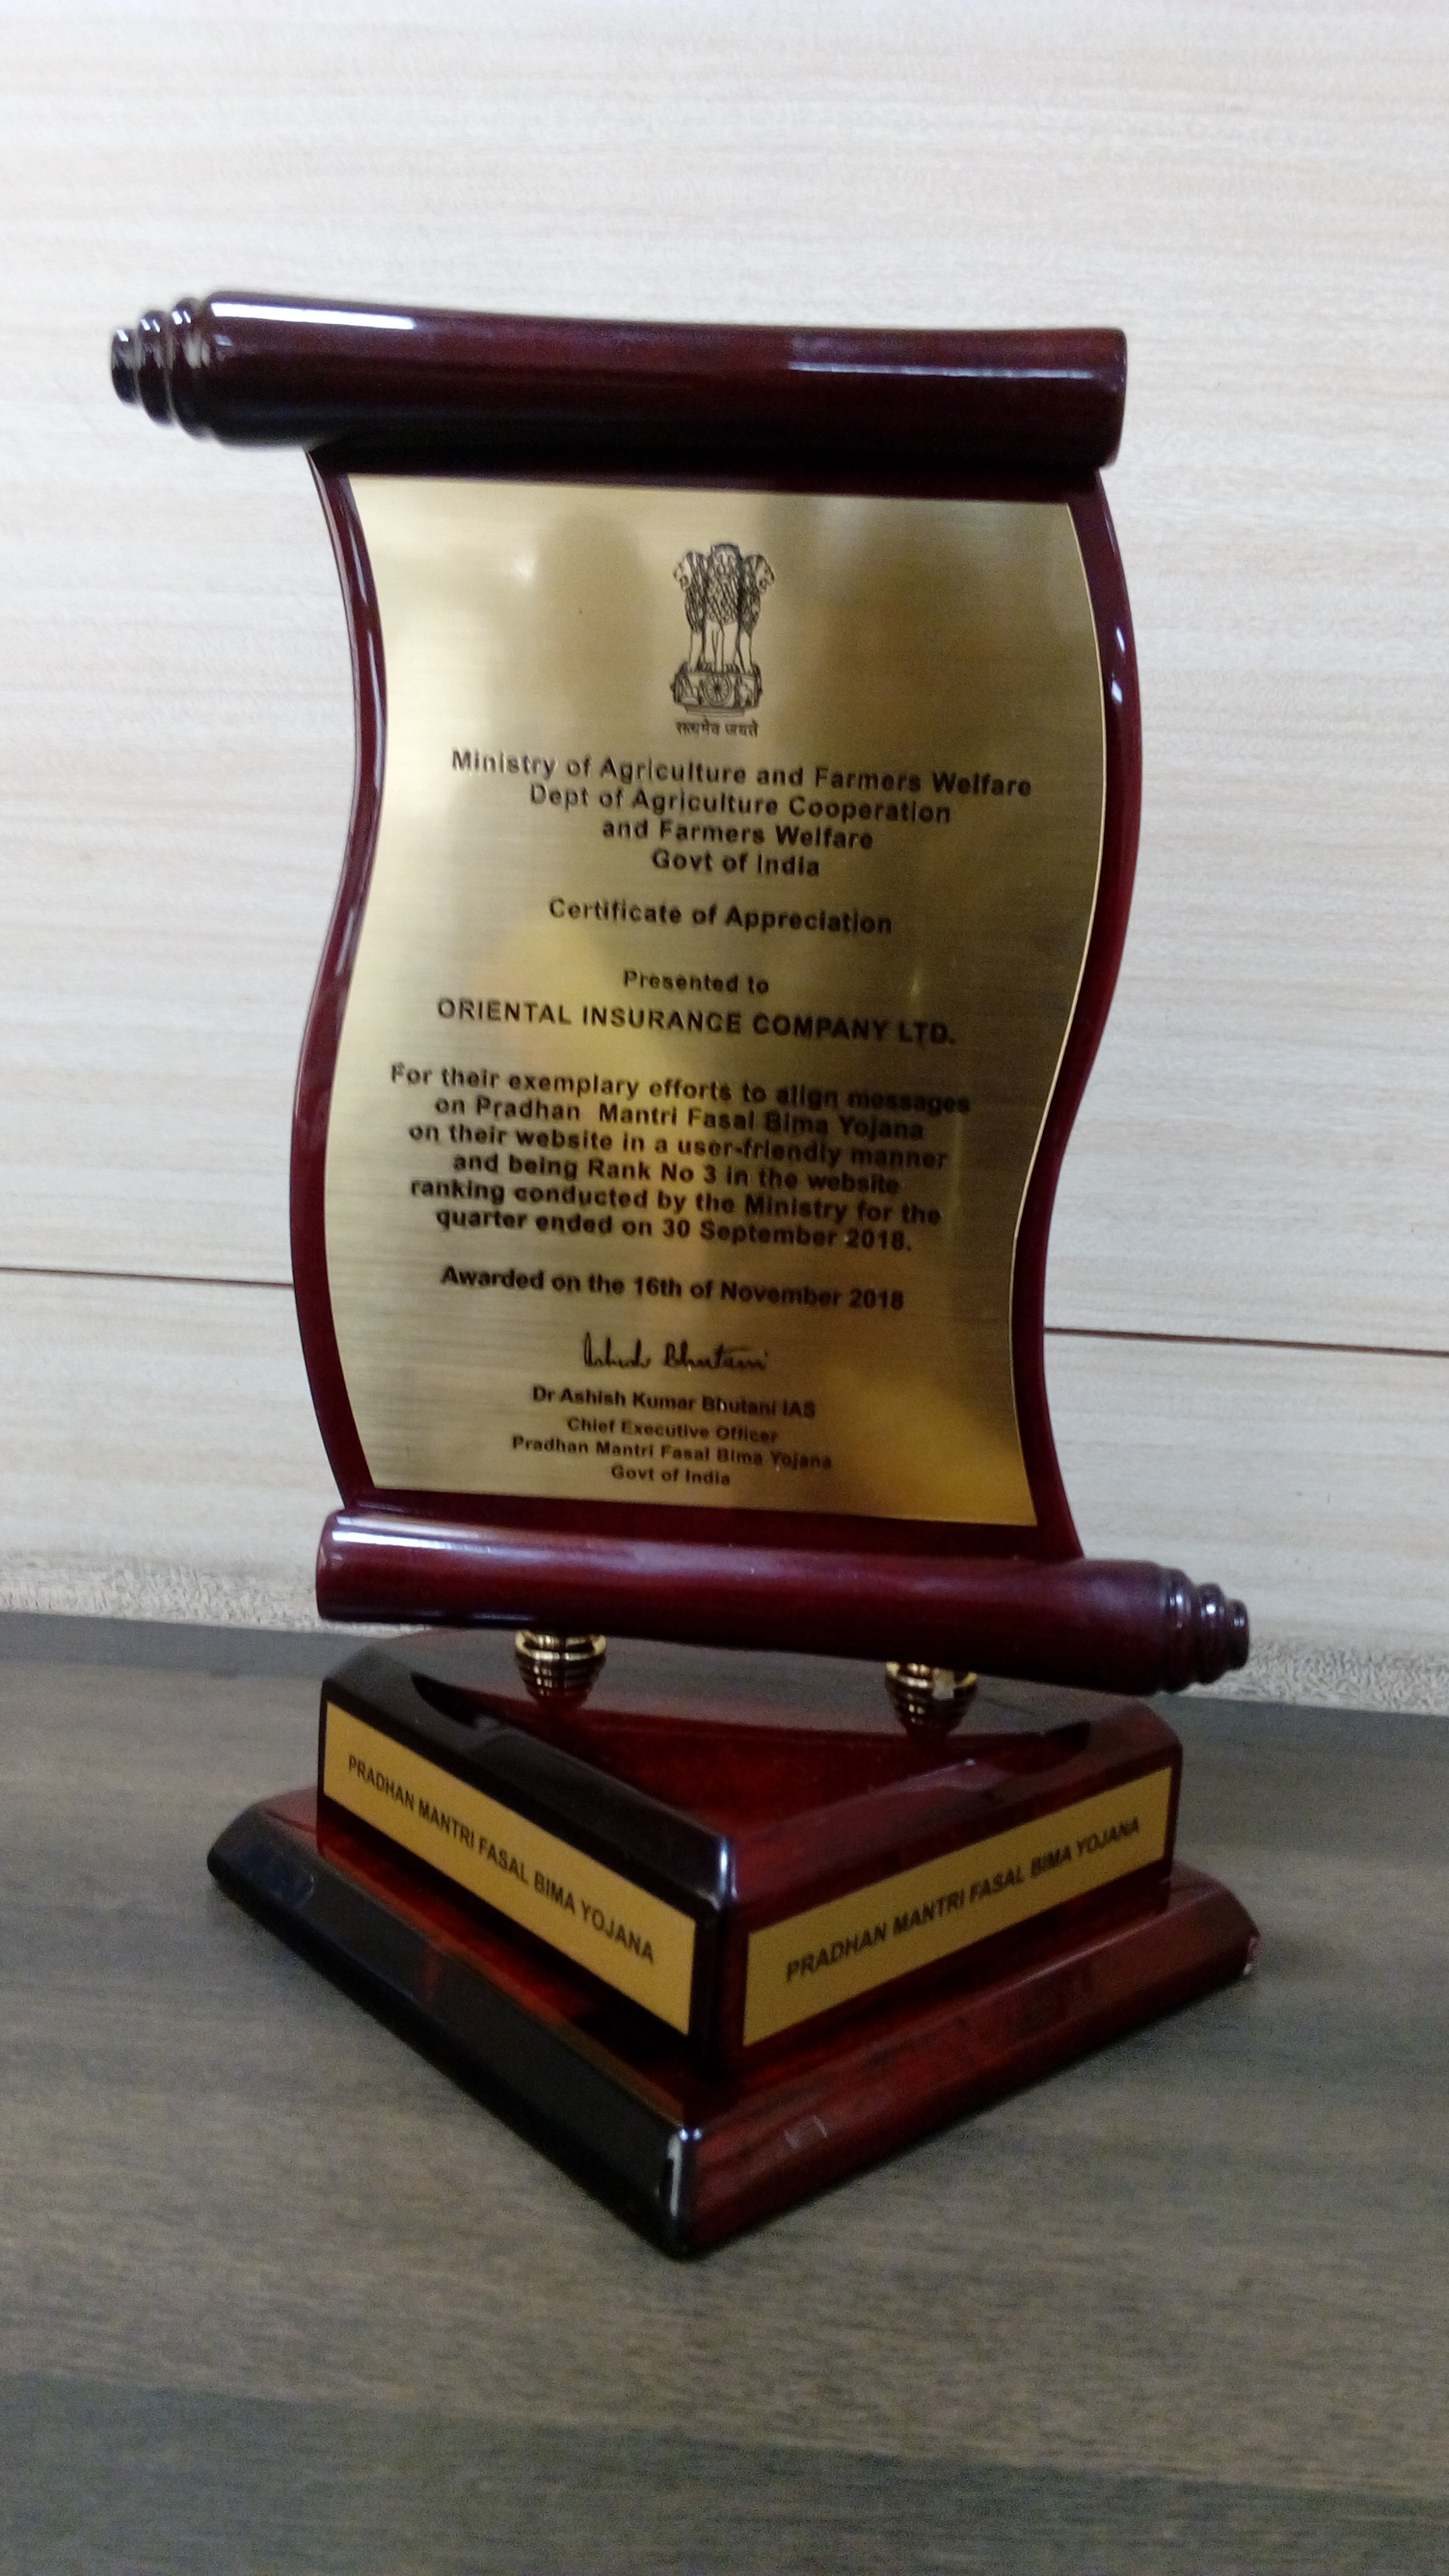 सत्यमेव जयते
Ministry of Agriculture and Farmers Welfare
Dept of Agriculture Cooperation
and Farmers Welfare
Govt of India
Certificate of Appreciation
Presented to
ORIENTAL INSURANCE COMPANY LTD.
For their exemplary efforts to align messages
on Pradhan Mantri Fasal Bima Yojana
on their website in a user-friendly manner
and being Rank No 3 in the website
ranking conducted by the Ministry for the
quarter ended on 30 September 2018.
Awarded on the 16th of November 2018
Ashish Bhutani
Dr Ashish Kumar Bhutani IAS
Chief Executive Officer
Pradhan Mantri Fasal Bima Yojana
Govt of India
PRADHAN MANTRI FASAL BIMA YOJANA
PRADHAN MANTRI FASAL BIMA YOJANA